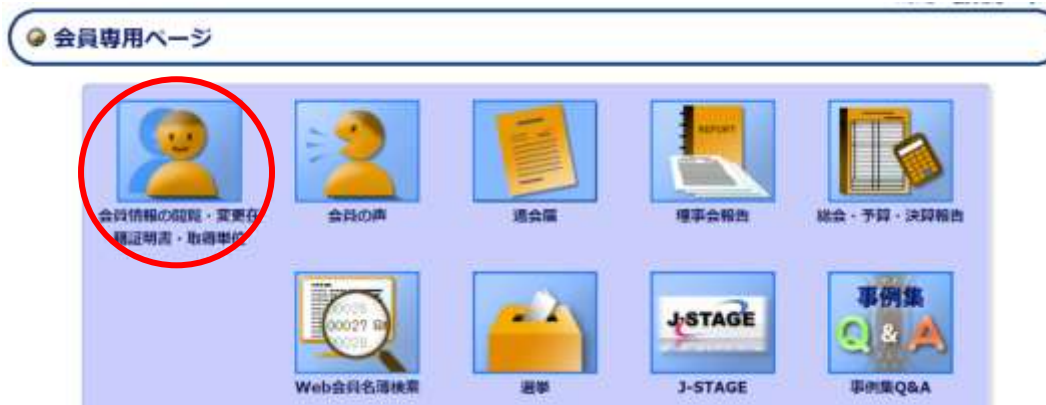 会員専用ページ
会員情報の閲覧・変更在
籍証明書・取得単位
会員の声
退会届
REPORT
理事会報告
総会・予算・決算報告
00026
00027
00028
Web会員名簿検索
選挙
J-STAGE
J-STAGE
事例集
Q & A
事例集Q&A